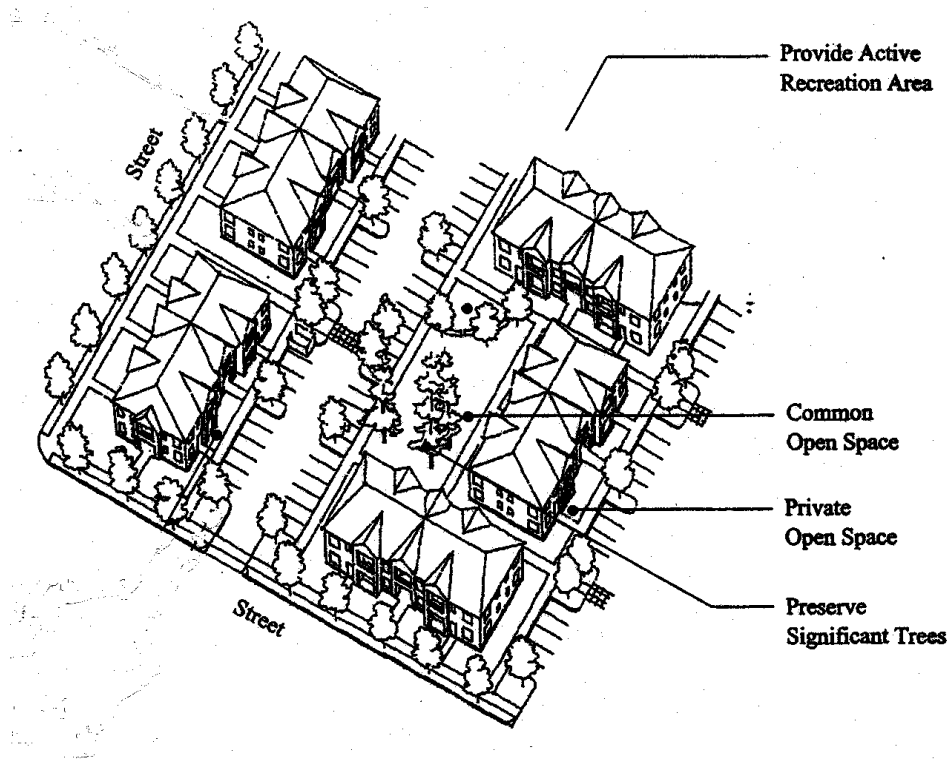 Provide Active
Recreation Area
Street
Common
Open Space
Private
Open Space
Preserve
Significant Trees
Street